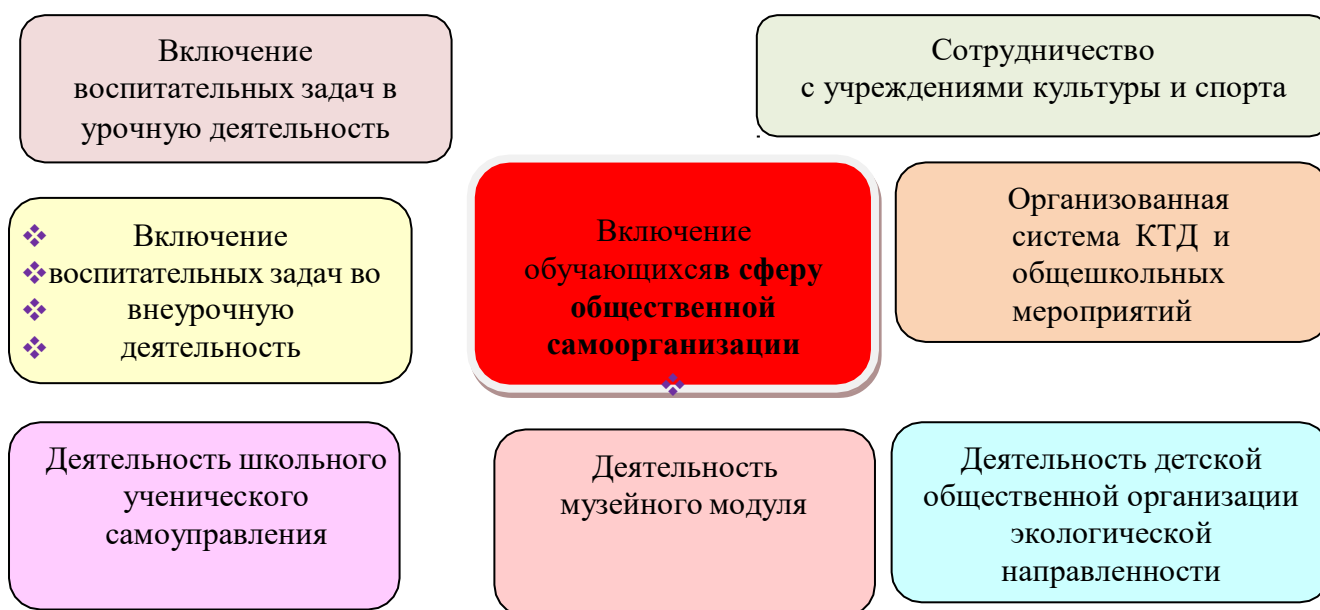 Включение
воспитательных задач в
урочную деятельность
Сотрудничество
с учреждениями культуры и спорта
Включение
воспитательных задач во
внеурочную
деятельность
Включение
обучающихсяв сферу
общественной
самоорганизации
Организованная
система КТД и
общешкольных
мероприятий
Деятельность школьного
ученического
самоуправления
Деятельность
музейного модуля
Деятельность детской
общественной организации
экологической
направленности